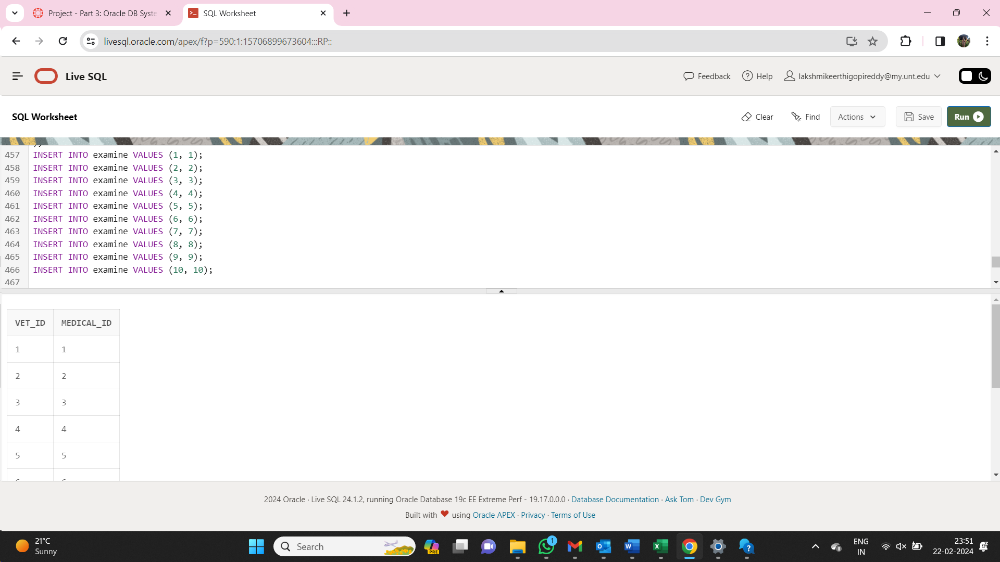 Project - Part 3: Oracle DB Syste
SQL Worksheet
livesql.oracle.com/apex/f?p=590:1:15706899673604:::RP::
Live SQL
Feedback
Help
lakshmikeerthigopireddy@my.unt.edu
SQL Worksheet
Clear
Find
Actions
Save
Run
457 INSERT INTO examine VALUES (1, 1);
458 INSERT INTO examine VALUES (2, 2);
459 INSERT INTO examine VALUES (3, 3);
460 INSERT INTO examine VALUES (4, 4);
461 INSERT INTO examine VALUES (5, 5);
462 INSERT INTO examine VALUES (6, 6);
463 INSERT INTO examine VALUES (7, 7);
464 INSERT INTO examine VALUES (8, 8);
465 INSERT INTO examine VALUES (9, 9);
466 INSERT INTO examine VALUES (10, 10);
467
VET_ID MEDICAL_ID
1 1
2 2
3 3
4 4
5 5
2024 Oracle · Live SQL 24.1.2, running Oracle Database 19c EE Extreme Perf - 19.17.0.0.0 · Database Documentation · Ask Tom · Dev Gym
Built with ❤ using Oracle APEX · Privacy · Terms of Use
21°C
Sunny
Search
PRE
1
ENG
IN
23:51
22-02-2024